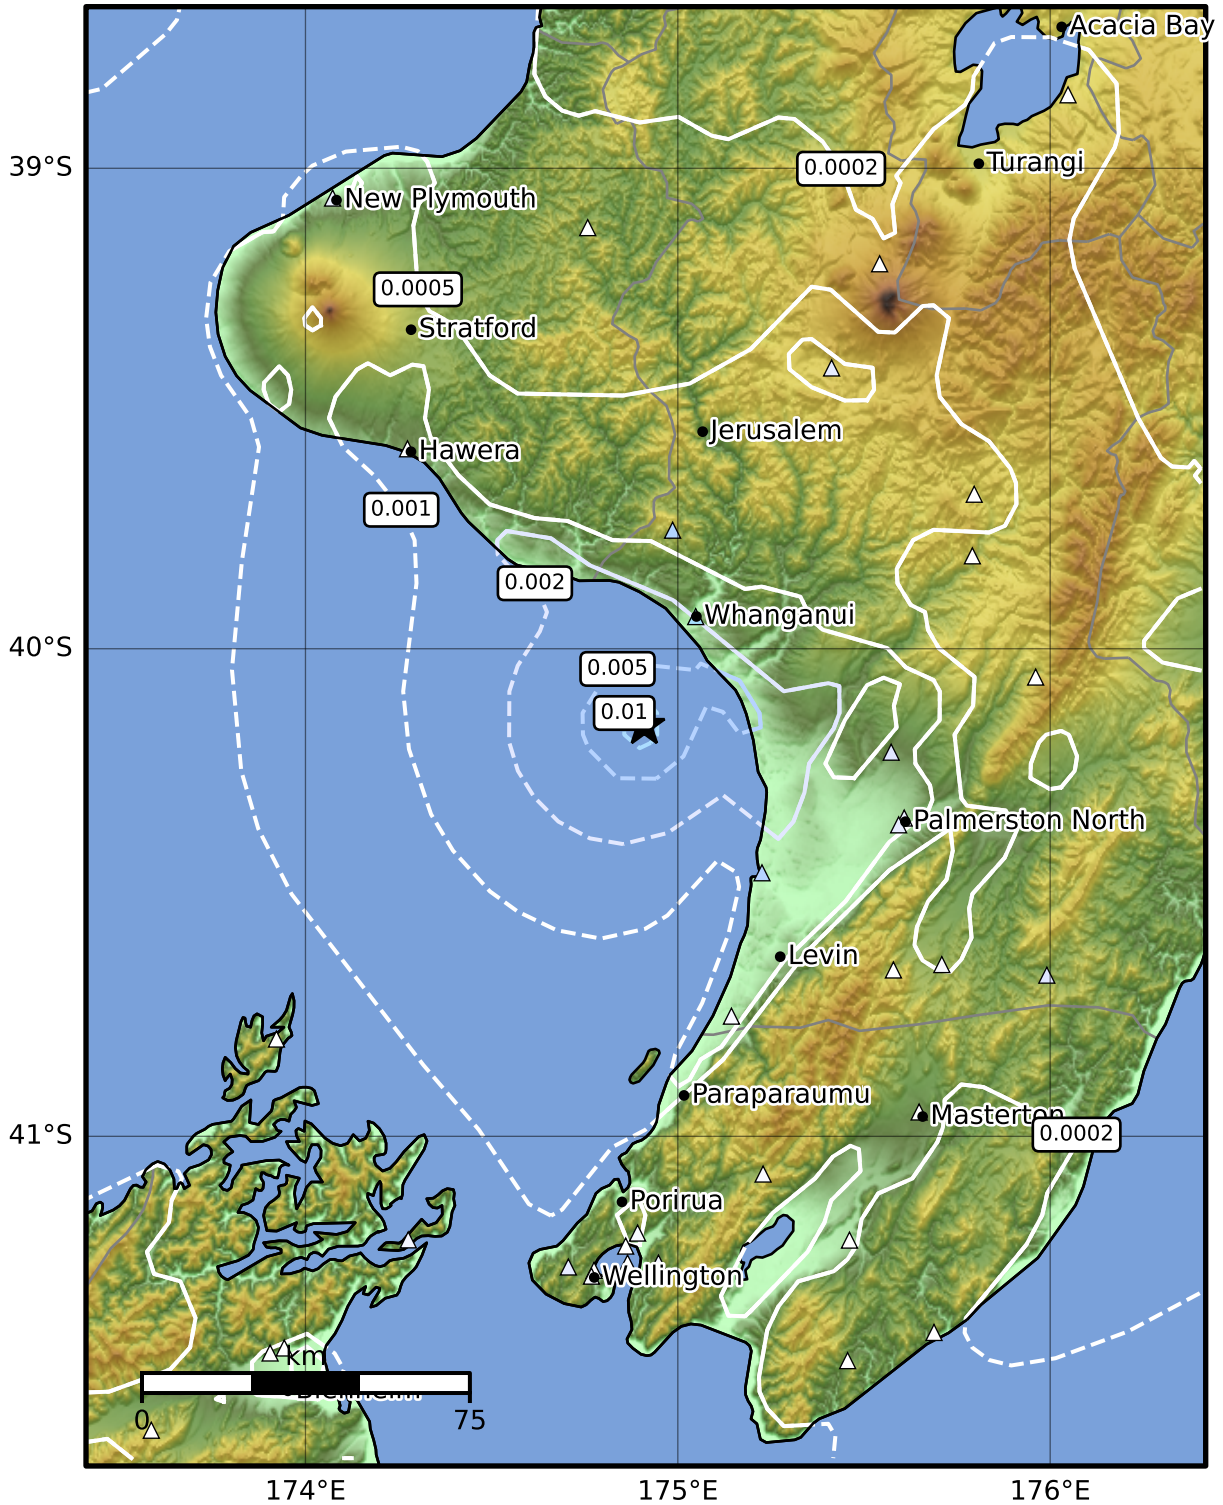 Acacia Bay
39°S
0.0002
Turangi
New Plymouth
0.0005
Stratford
Jerusalem
Hawera
0.001
0.002
Whanganui
40°S
0.005
0.01
Palmerston North
Levin
Paraparaumu
Masterton
41°S
0.0002
Porirua
Wellington
km
Blenheim
0
75
174°E
175°E
176°E